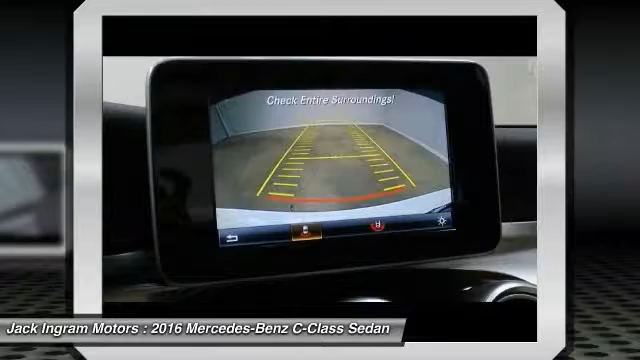 Check Entire Surroundings!
Jack Ingram Motors : 2016 Mercedes-Benz C-Class Sedan